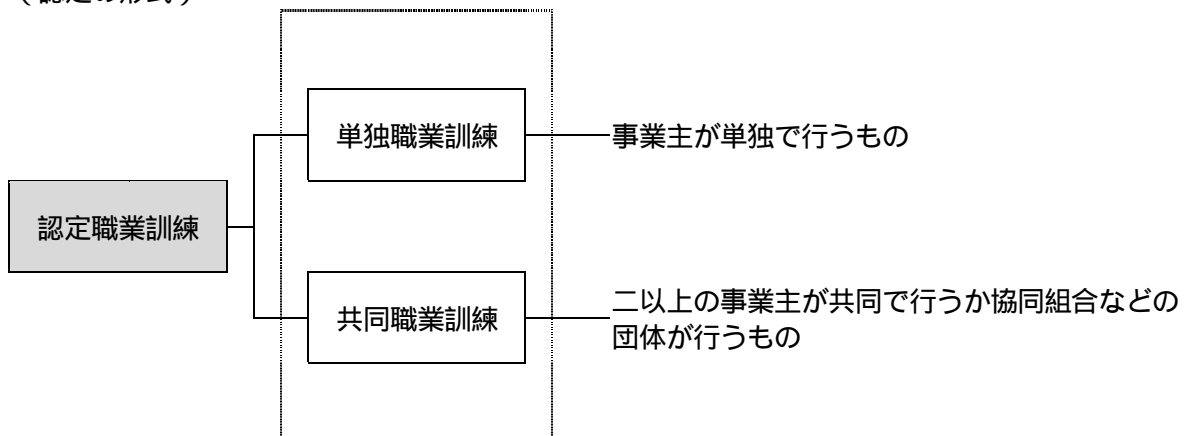 （認定の形式）
単独職業訓練
事業主が単独で行うもの
認定職業訓練
共同職業訓練
二以上の事業主が共同で行うか協同組合などの
団体が行うもの